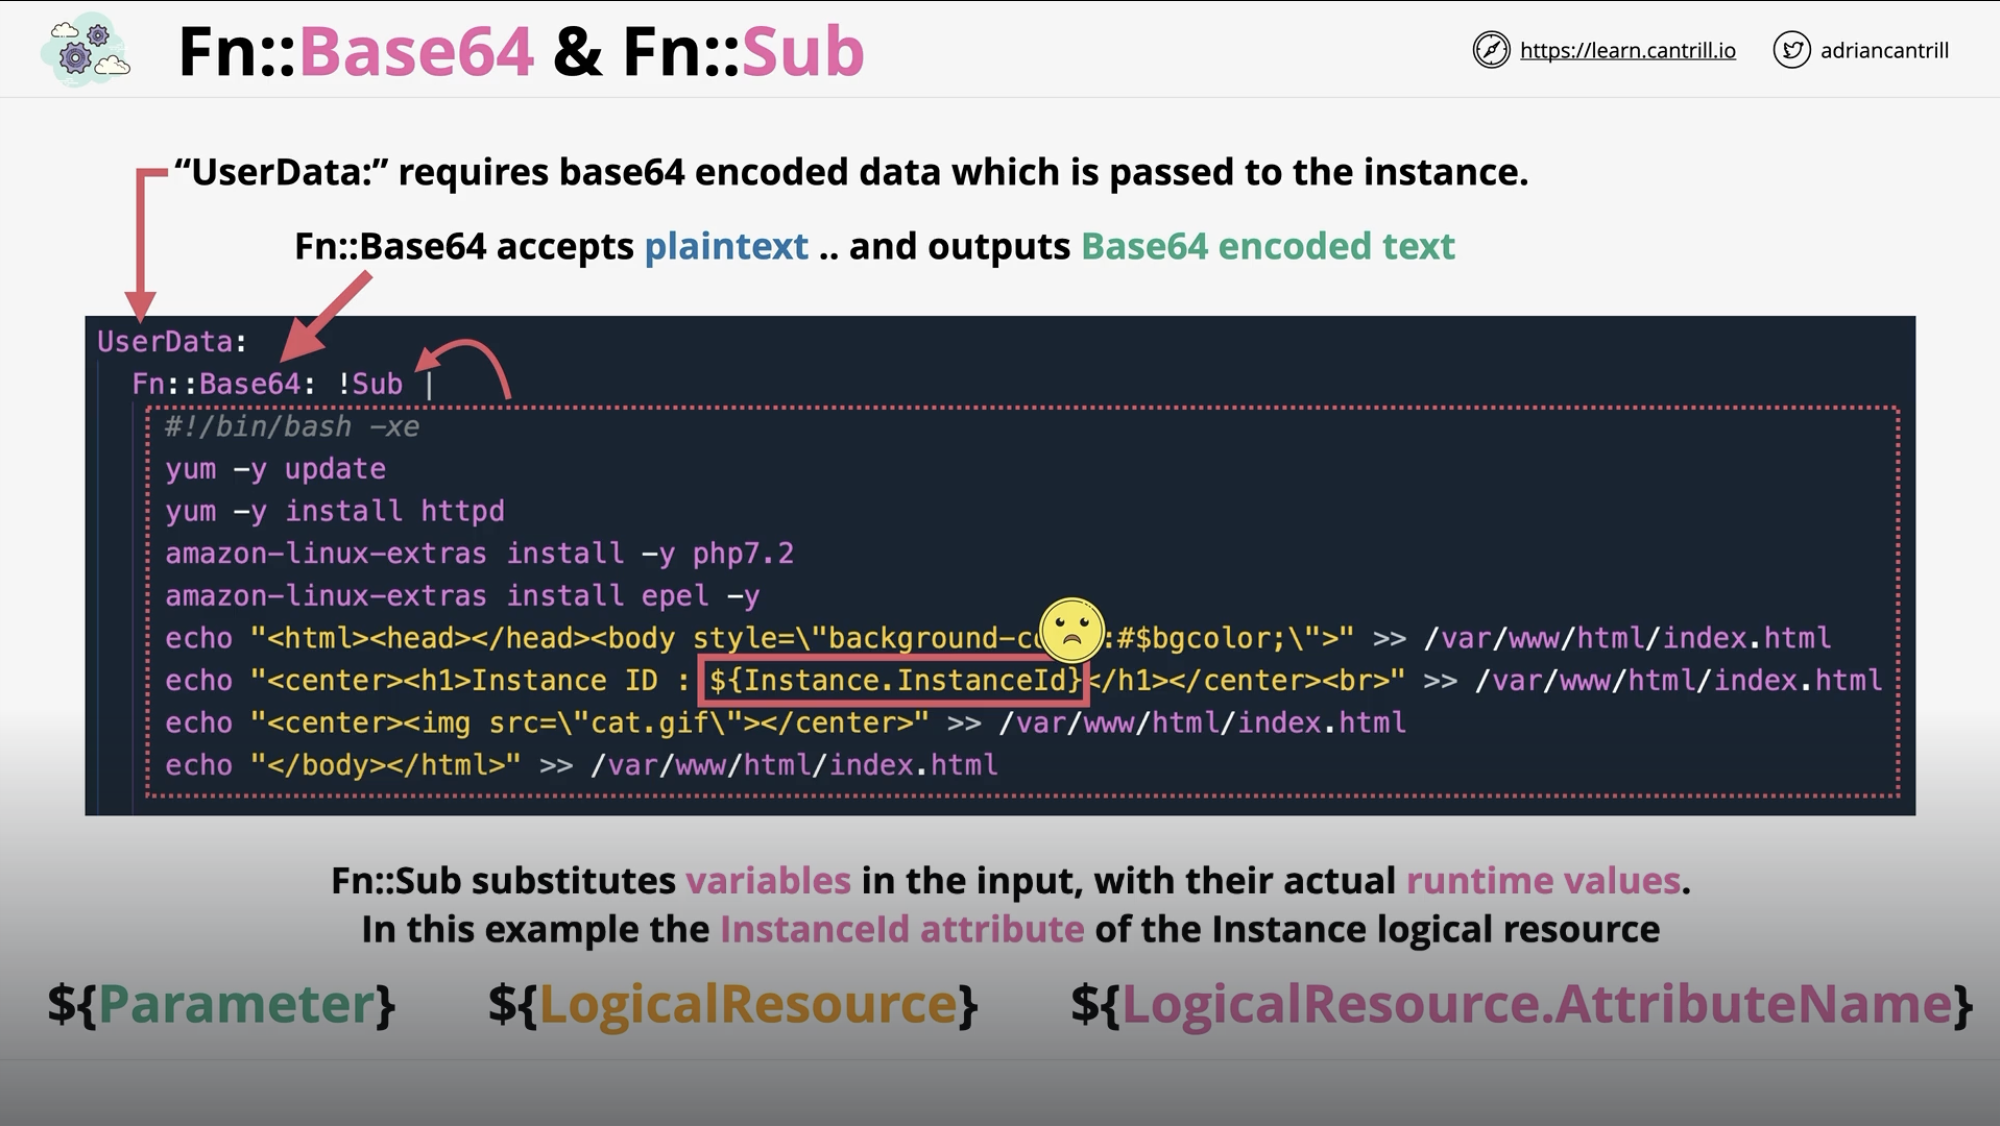 Fn::Base64 & Fn::Sub
https://learn.cantrill.io
adriancantrill
“UserData:” requires base64 encoded data which is passed to the instance.
Fn::Base64 accepts plaintext .. and outputs Base64 encoded text
UserData:
Fn::Base64: !Sub |
#!/bin/bash -xe
yum -y update
yum -y install httpd
amazon-linux-extras install -y php7.2
amazon-linux-extras install epel -y
echo "<html><head></head><body style=\"background-c :#$bgcolor;\">" >> /var/www/html/index.html
echo "<center><h1>Instance ID : ${Instance.InstanceId}</h1></center><br>" >> /var/www/html/index.html
echo "<center><img src=\"cat.gif\"></center>" >> /var/www/html/index.html
echo "</body></html>" >> /var/www/html/index.html
Fn::Sub substitutes variables in the input, with their actual runtime values.
In this example the InstanceId attribute of the Instance logical resource
${Parameter} ${LogicalResource} ${LogicalResource.AttributeName}